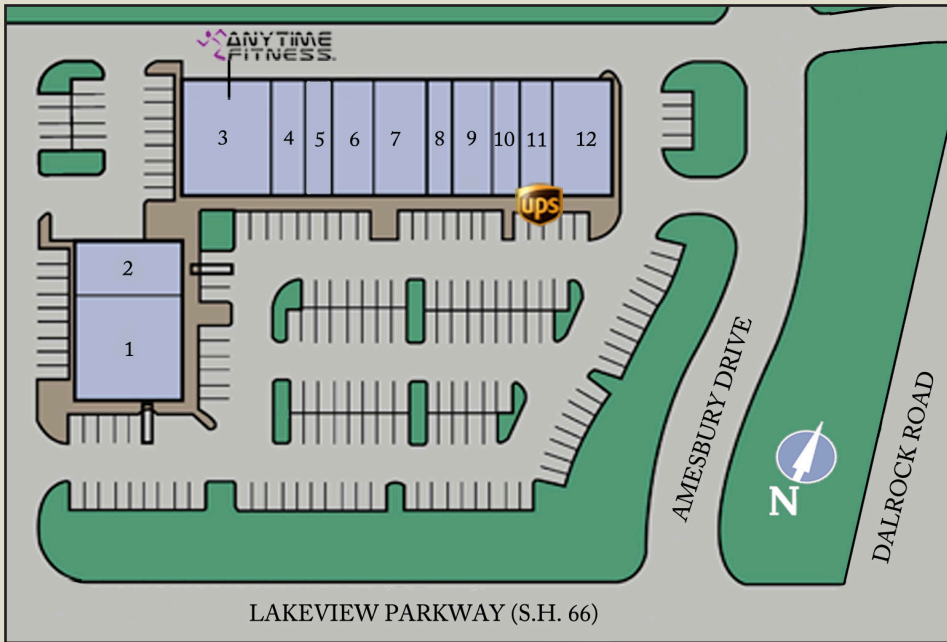 ANYTIME
FITNESS.
3
4
5
6
7
8
9
10
11
12
ups
2
1
AMESBURY DRIVE
DALROCK ROAD
N
LAKEVIEW PARKWAY (S.H. 66)